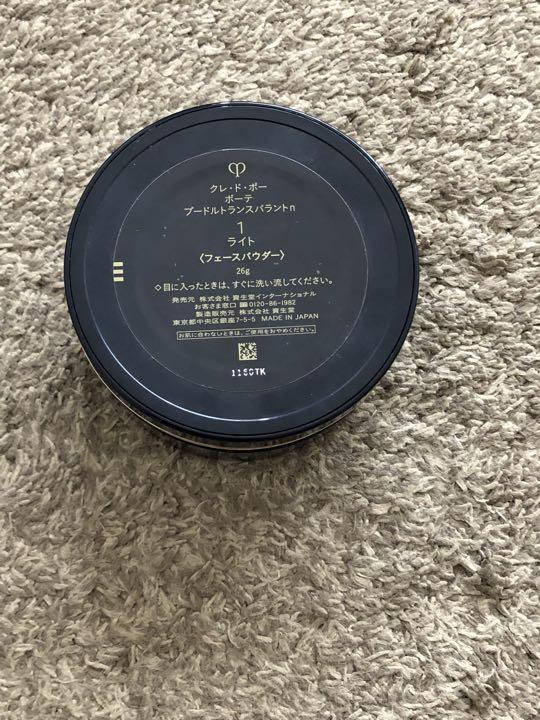 クレ・ド・ポー
ボーテ
プードルトランスパラントn
1
ライト
〈フェースパウダー〉
26g
◇目に入ったときは、すぐに洗い流してください。
発売元 株式会社 資生堂インターナショナル
お客さま窓口 0120-86-1982
製造販売元 株式会社 資生堂
東京都中央区銀座7-5-5 MADE IN JAPAN
お肌に合わないときは、ご使用をおやめください。
1160TK